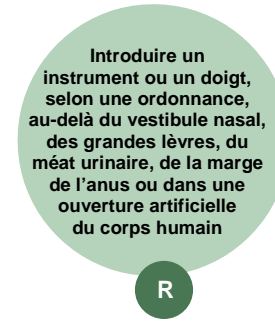 Introduire un
instrument ou un doigt,
selon une ordonnance,
au-delà du vestibule nasal,
des grandes lèvres, du
méat urinaire, de la marge
de l'anus ou dans une
ouverture artificielle
du corps humain
R